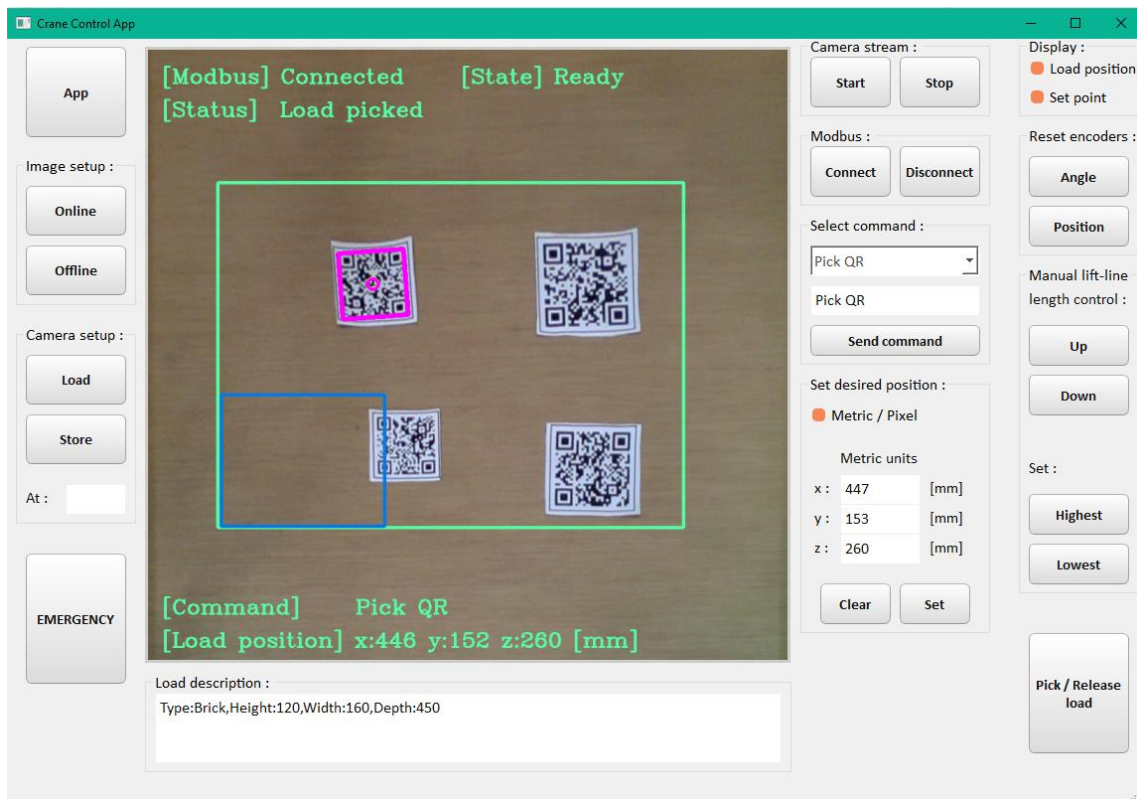 Crane Control App
App
Image setup :
Online
Offline
Camera setup :
Load
Store
At :
EMERGENCY
[Modbus] Connected [State] Ready
[Status] Load picked
[Command] Pick QR
[Load position] x:446 y:152 z:260 [mm]
Load description :
Type:Brick,Height:120,Width:160,Depth:450
Camera stream :
Start Stop
Modbus :
Connect Disconnect
Select command :
Pick QR
Pick QR
Send command
Set desired position :
Metric / Pixel
Metric units
x : 447 [mm]
y : 153 [mm]
z : 260 [mm]
Clear Set
Display :
Load position
Set point
Reset encoders :
Angle
Position
Manual lift-line
length control :
Up
Down
Set :
Highest
Lowest
Pick / Release
load